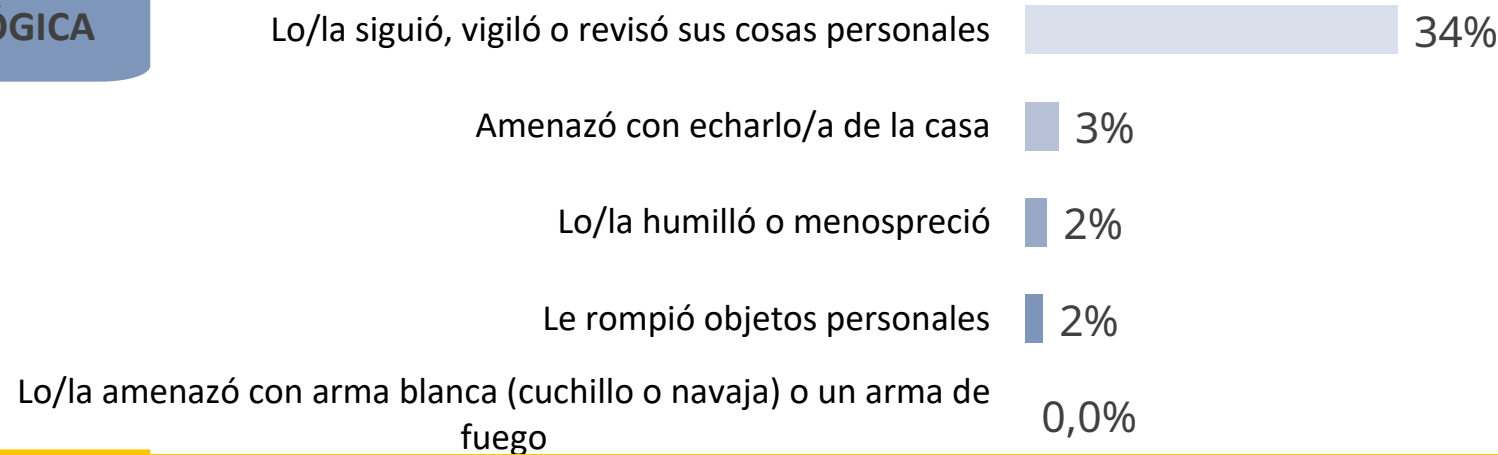 Lo/la siguió, vigiló o revisó sus cosas personales 34%
Amenazó con echarlo/a de la casa 3%
Lo/la humilló o menospreció 2%
Le rompió objetos personales 2%
Lo/la amenazó con arma blanca (cuchillo o navaja) o un arma de
fuego
0,0%